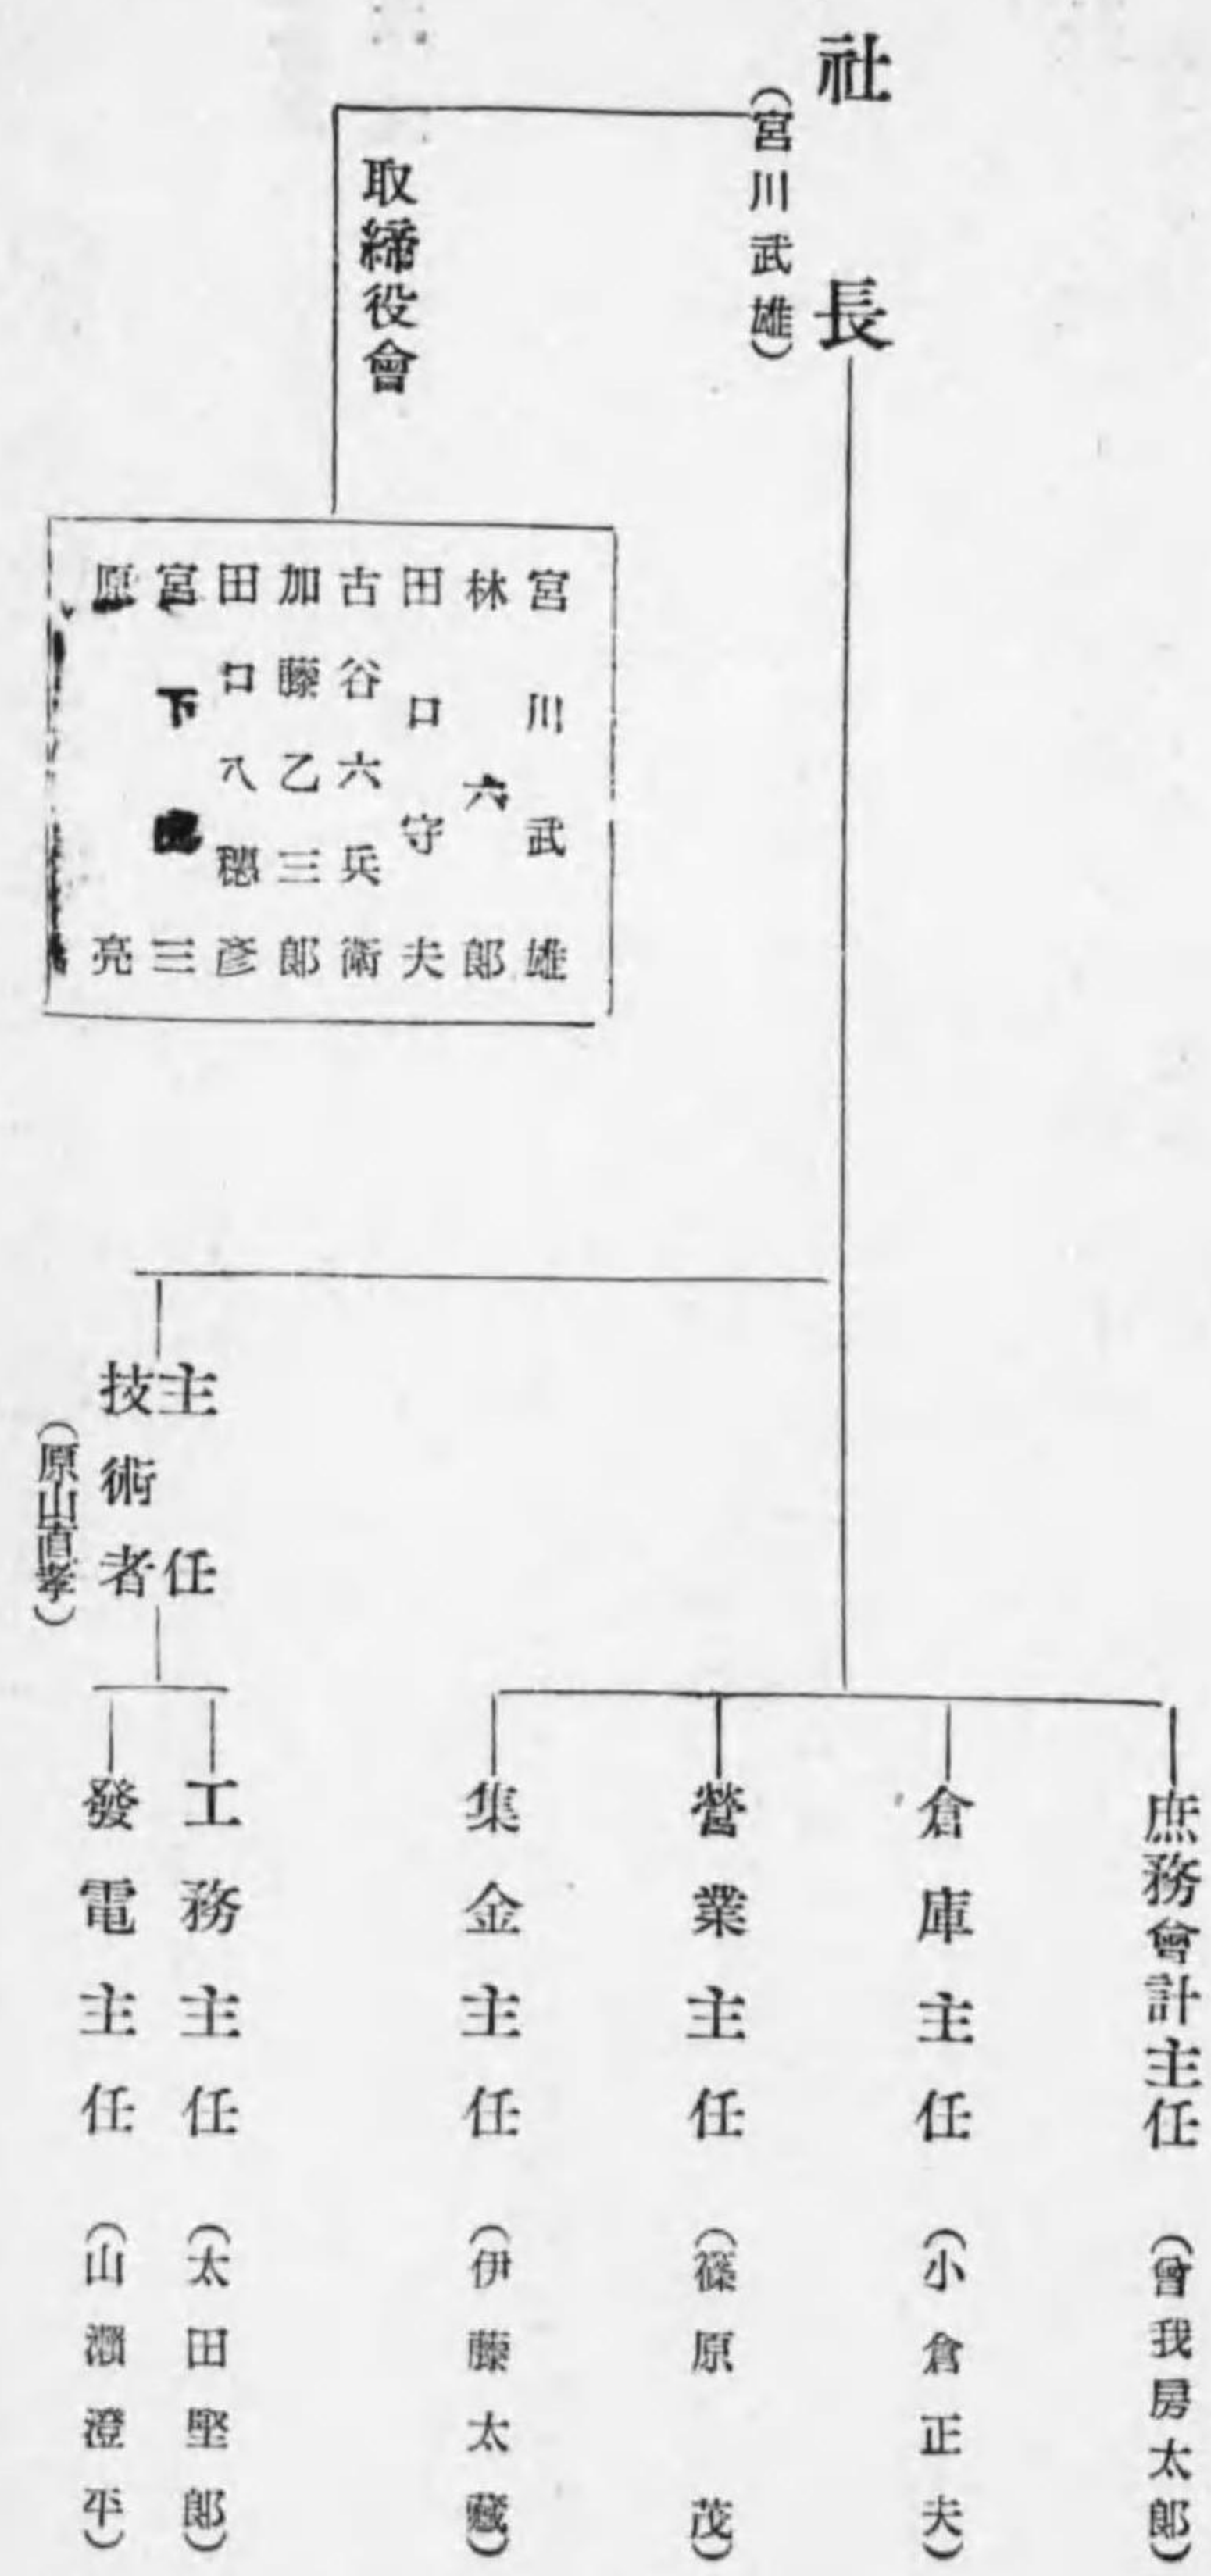 社長
(宮川武雄)
取締役會
宮川武雄
林六郎
田口守夫
古谷六兵衛
加藤乙三郎
田口八穂彦
宮下三
原亮
庶務會計主任(曾我房太郎)
倉庫主任(小倉正夫)
營業主任(篠原茂)
集金主任(伊藤太藏)
主任
技術者
(原山直孝)
工務主任(太田堅郎)
發電主任(山澄平)